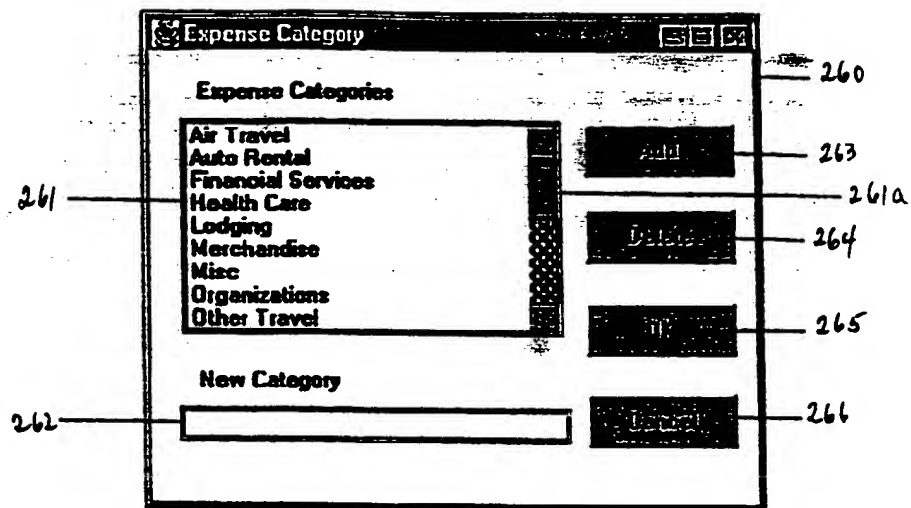 Expense Category
260
Expense Categories
Air Travel
Auto Rental
Financial Services
Health Care
Lodging
Merchandise
Misc
Organizations
Other Travel
Add
263
261
261a
Delete
264
OK
265
New Category
262
Cancel
266